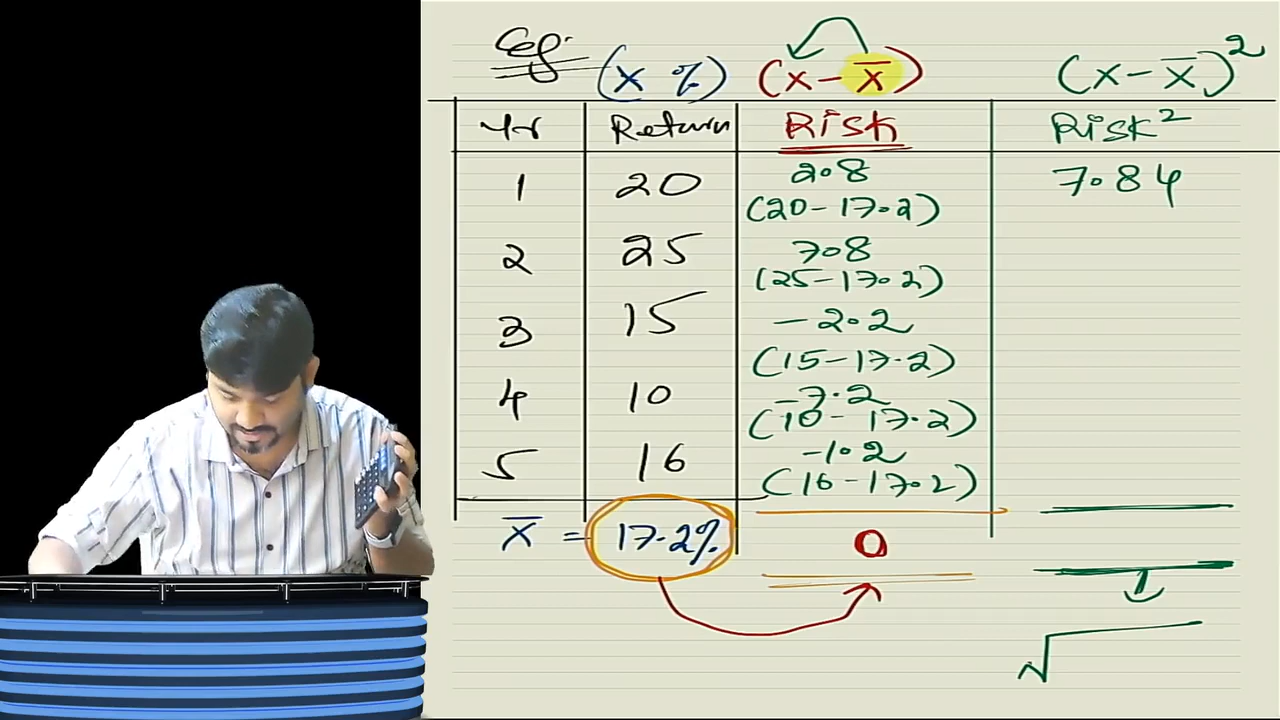 Eg:
(x %) (x - x̄) (x - x̄)²
Yr Return Risk Risk²
1 20 2.8 7.84
(20 - 17.2)
2 25 7.8
(25 - 17.2)
3 15 -2.2
(15 - 17.2)
4 10 -7.2
(10 - 17.2)
5 16 -1.2
(16 - 17.2)
x̄ = 17.2% 0
√